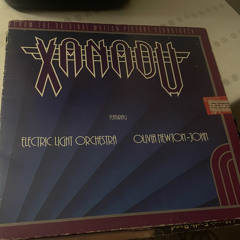 FROM THE ORIGINAL MOTION PICTURE SOUNDTRACK
XANADU
FEATURING
ELECTRIC LIGHT ORCHESTRA OLIVIA NEWTON-JOHN